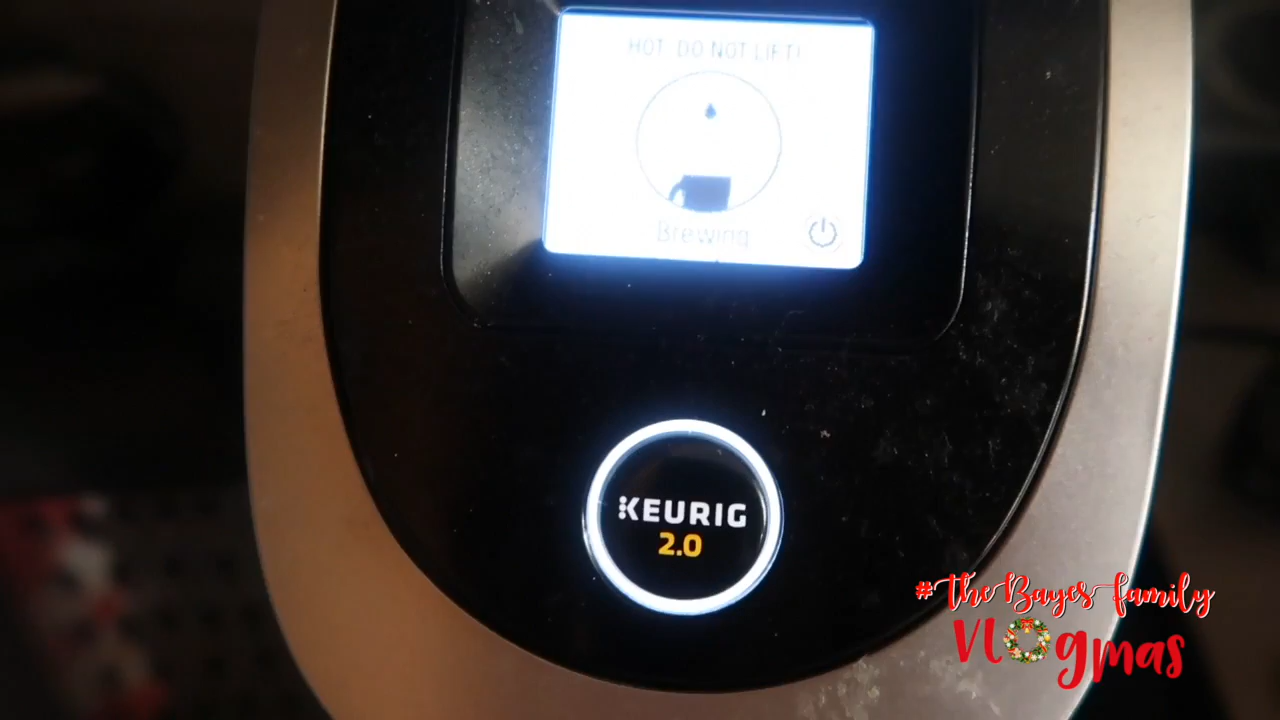 HOT. DO NOT LIFT!
Brewing
KEURIG
2.0
#theBayesfamily
Vlogmas